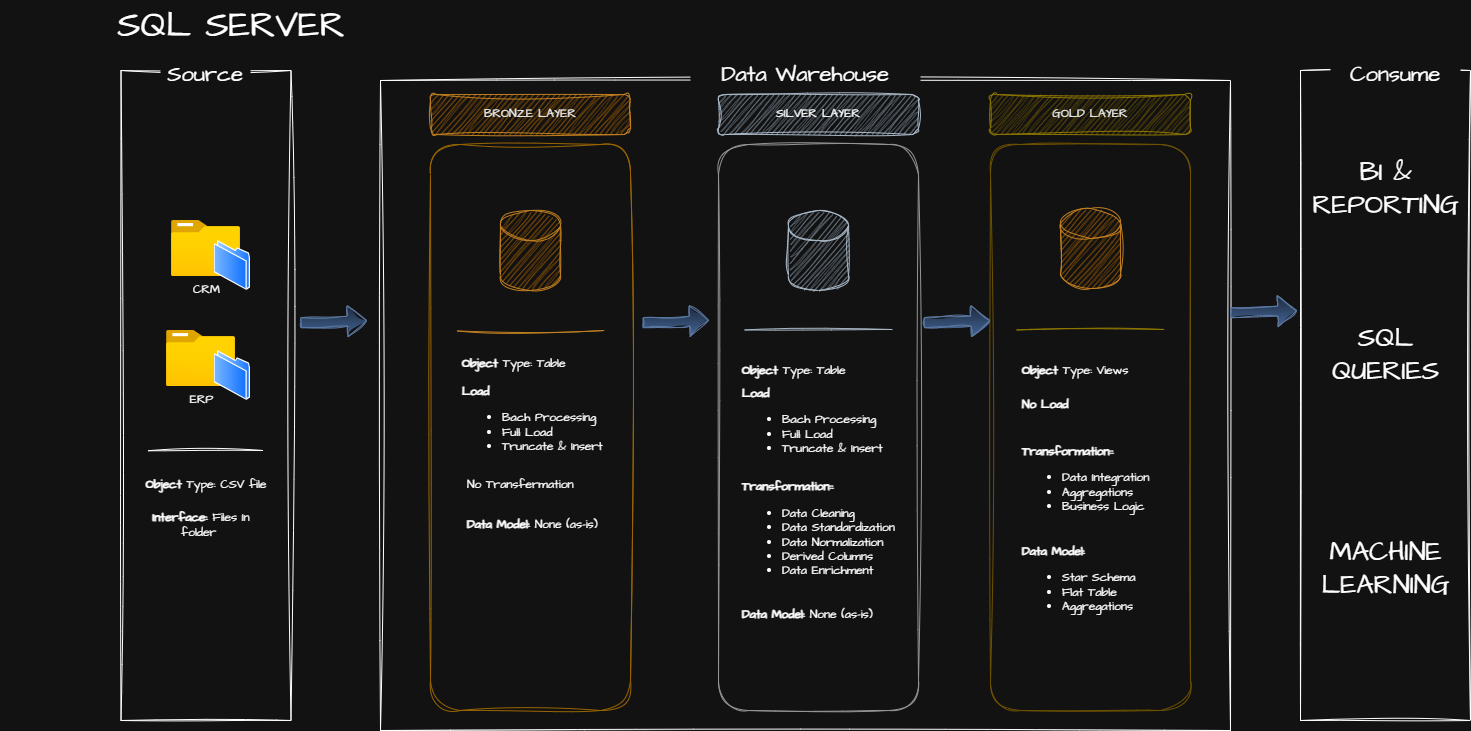 SQL SERVER
Source
CRM
ERP
Object Type: CSV file
Interface: Files in
folder
Data Warehouse
BRONZE LAYER
Object Type: Table
Load
• Bach Processing
• Full Load
• Truncate & Insert
No Transfermation
Data Model: None (as-is)
SILVER LAYER
Object Type: Table
Load
• Bach Processing
• Full Load
• Truncate & Insert
Transformation:
• Data Cleaning
• Data Standardization
• Data Normalization
• Derived Columns
• Data Enrichment
Data Model: None (as-is)
GOLD LAYER
Object Type: Views
No Load
Transformation:
• Data Integration
• Aggregations
• Business Logic
Data Model:
• Star Schema
• Flat Table
• Aggregations
Consume
BI &
REPORTING
SQL
QUERIES
MACHINE
LEARNING